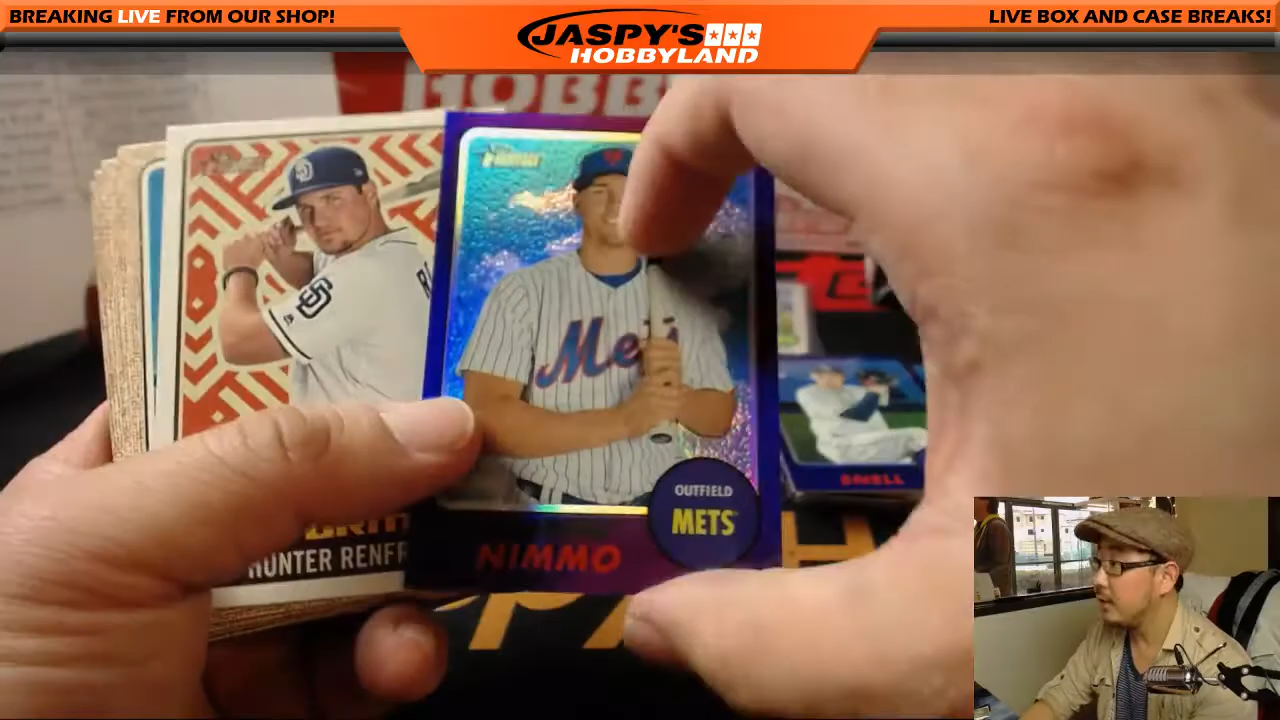 BREAKING LIVE FROM OUR SHOP!
JASPY'S
HOBBYLAND
LIVE BOX AND CASE BREAKS!
HOBB
SD
Mets
OUTFIELD
METS
NIMMO
HUNTER RENFR
SNELL